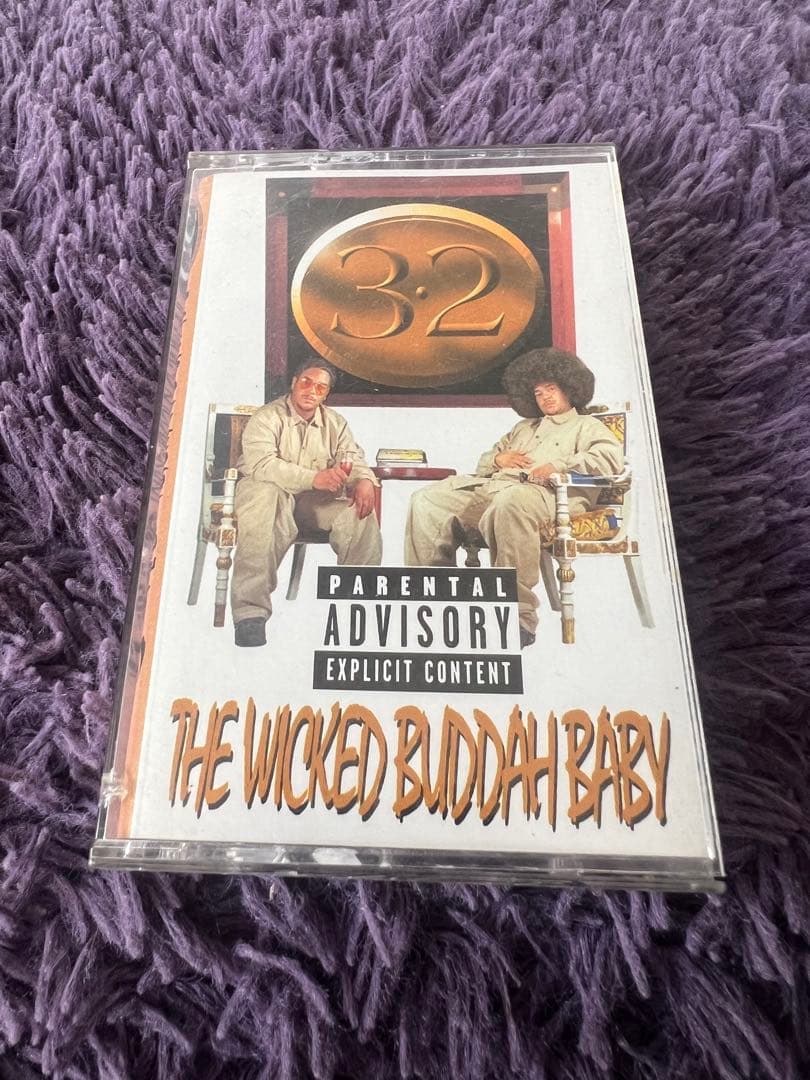 3·2
PARENTAL
ADVISORY
EXPLICIT CONTENT
THE WICKED BUDDAH BABY